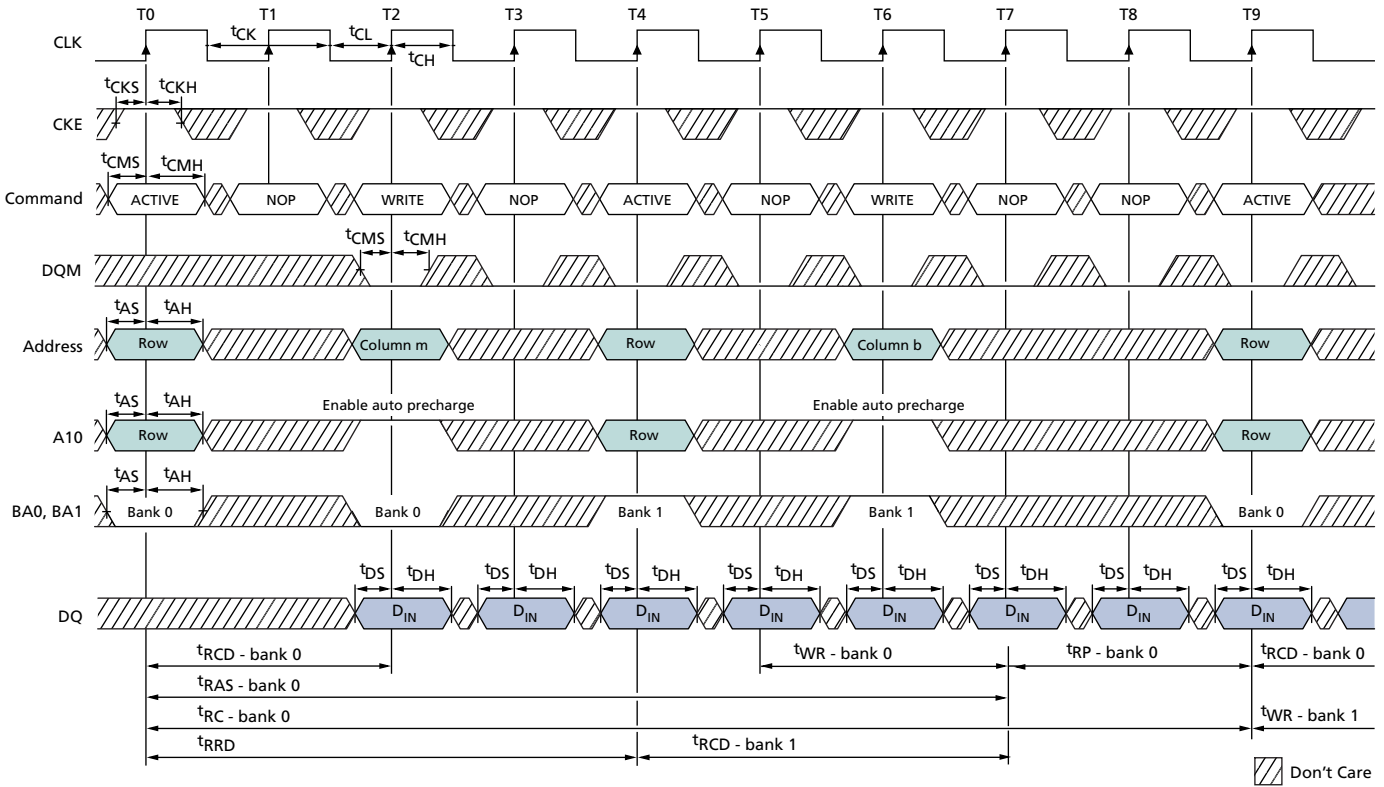 T0 T1 T2 T3 T4 T5 T6 T7 T8 T9
CLK
tCK tCL
tCH
tCKS tCKH
CKE
tCMS tCMH
Command ACTIVE NOP WRITE NOP ACTIVE NOP WRITE NOP NOP ACTIVE
tCMS tCMH
DQM
tAS tAH
Address Row Column m Row Column b Row
tAS tAH Enable auto precharge Enable auto precharge
A10 Row Row Row
tAS tAH
BA0, BA1 Bank 0 Bank 0 Bank 1 Bank 1 Bank 0
tDS tDH tDS tDH tDS tDH tDS tDH tDS tDH tDS tDH tDS tDH tDS tDH
DQ DIN DIN DIN DIN DIN DIN DIN DIN
tRCD - bank 0 tWR - bank 0 tRP - bank 0 tRCD - bank 0
tRAS - bank 0
tRC - bank 0 tWR - bank 1
tRRD tRCD - bank 1
Don't Care